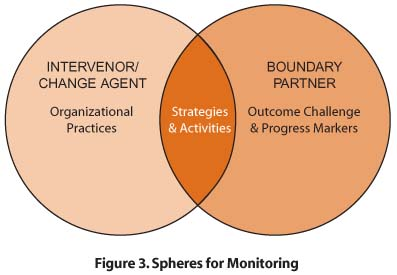 INTERVENOR/
CHANGE AGENT
Organizational
Practices
Strategies
& Activities
BOUNDARY
PARTNER
Outcome Challenge
& Progress Markers
Figure 3. Spheres for Monitoring